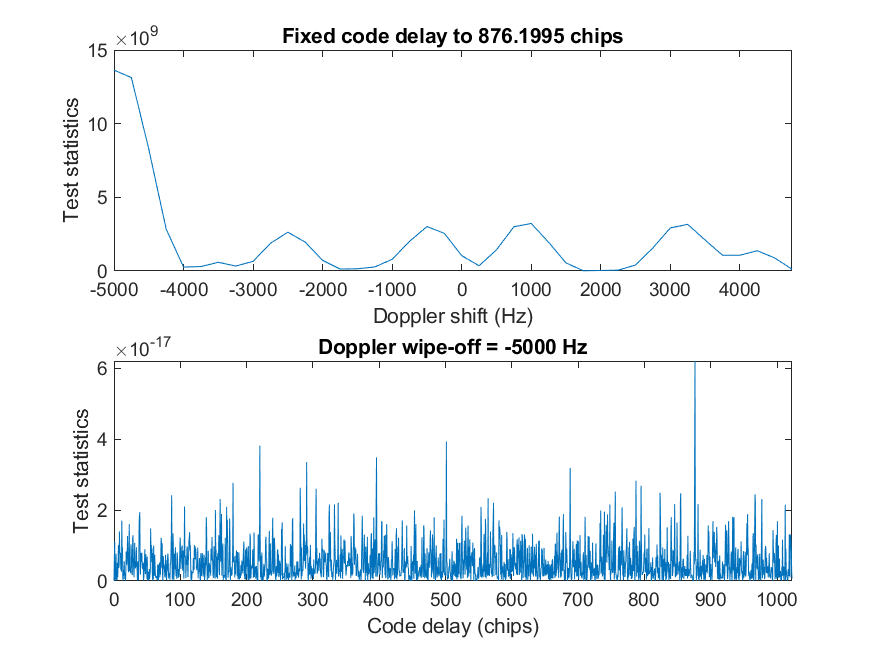 ×10^9
Fixed code delay to 876.1995 chips
15
10
5
0
Test statistics
-5000 -4000 -3000 -2000 -1000 0 1000 2000 3000 4000
Doppler shift (Hz)
×10^-17
Doppler wipe-off = -5000 Hz
6
4
2
0
Test statistics
0 100 200 300 400 500 600 700 800 900 1000
Code delay (chips)